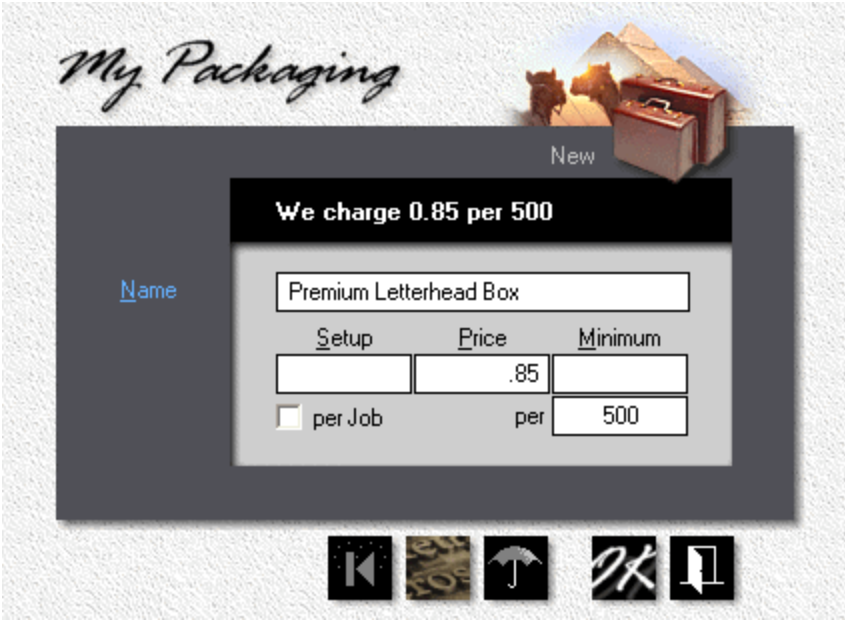 My Packaging
New
We charge 0.85 per 500
Name
Premium Letterhead Box
Setup Price Minimum
.85
per Job per 500
OK